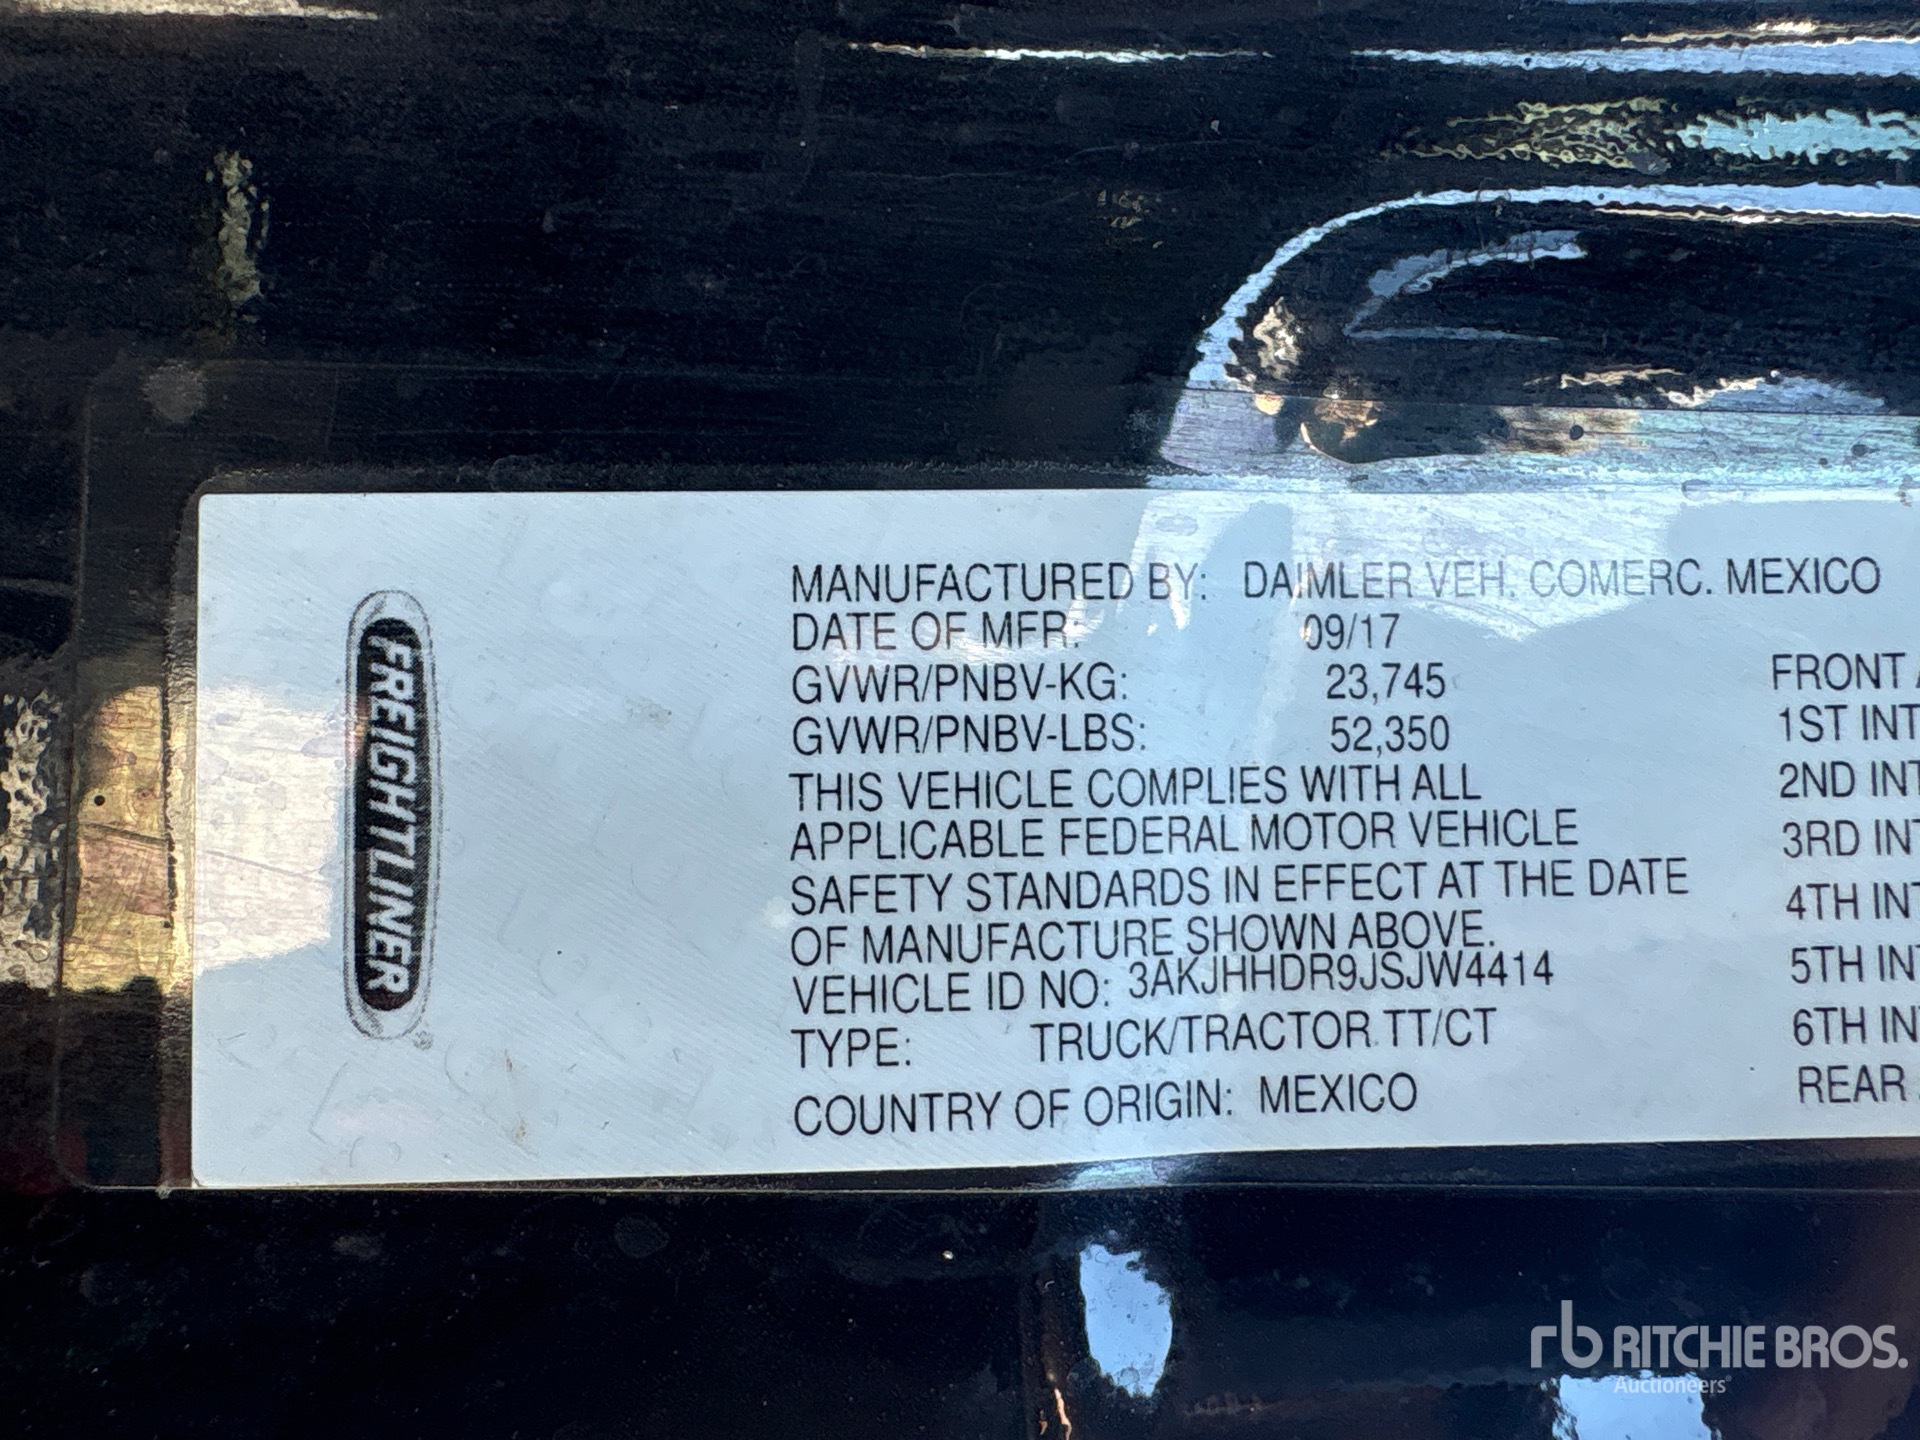 FREIGHTLINER®
MANUFACTURED BY: DAIMLER VEH. COMERC. MEXICO
DATE OF MFR: 09/17
GVWR/PNBV-KG: 23,745
GVWR/PNBV-LBS: 52,350
THIS VEHICLE COMPLIES WITH ALL
APPLICABLE FEDERAL MOTOR VEHICLE
SAFETY STANDARDS IN EFFECT AT THE DATE
OF MANUFACTURE SHOWN ABOVE.
VEHICLE ID NO: 3AKJHHDR9JSJW4414
TYPE: TRUCK/TRACTOR TT/CT
COUNTRY OF ORIGIN: MEXICO
FRONT
1ST INT
2ND INT
3RD INT
4TH INT
5TH INT
6TH INT
REAR
rb RITCHIE BROS.
Auctioneers